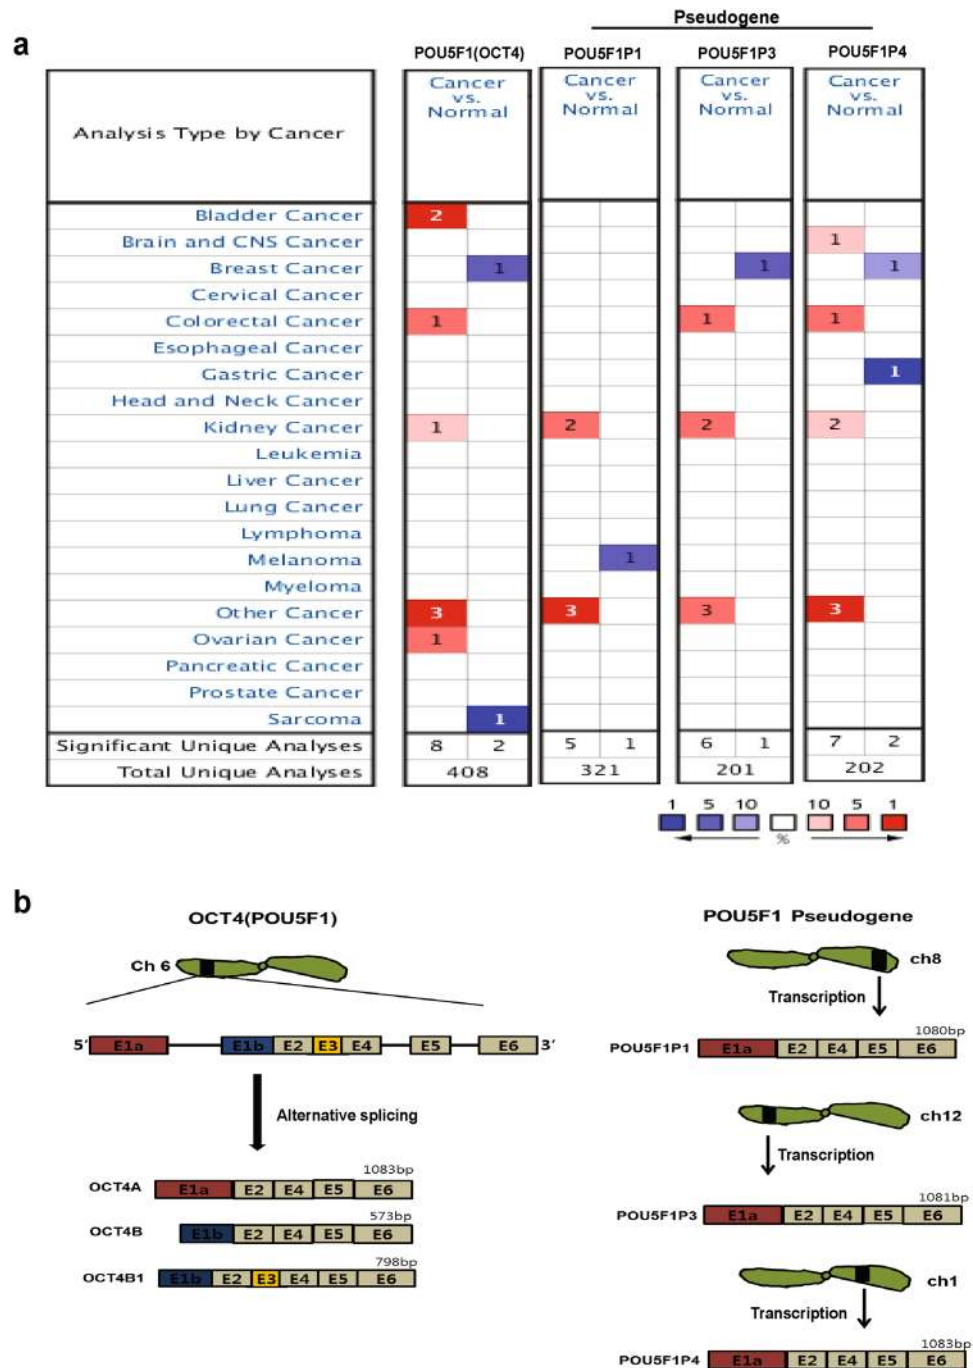 Pseudogene
a
POU5F1(OCT4) POU5F1P1 POU5F1P3 POU5F1P4
Analysis Type by Cancer
Cancer vs. Normal
Cancer vs. Normal
Cancer vs. Normal
Cancer vs. Normal
Bladder Cancer 2
Brain and CNS Cancer 1
Breast Cancer 1 1 1
Cervical Cancer
Colorectal Cancer 1 1 1
Esophageal Cancer
Gastric Cancer 1
Head and Neck Cancer
Kidney Cancer 1 2 2 2
Leukemia
Liver Cancer
Lung Cancer
Lymphoma
Melanoma 1
Myeloma
Other Cancer 3 3 3 3
Ovarian Cancer 1
Pancreatic Cancer
Prostate Cancer
Sarcoma 1
Significant Unique Analyses 8 2 5 1 6 1 7 2
Total Unique Analyses 408 321 201 202
1 5 10 10 5 1
%
b
OCT4(POU5F1)
Ch 6
5' E1a E1b E2 E3 E4 E5 E6 3'
Alternative splicing
1083bp
OCT4A E1a E2 E4 E5 E6
573bp
OCT4B E1b E2 E4 E5 E6
798bp
OCT4B1 E1b E2 E3 E4 E5 E6
POU5F1 Pseudogene
ch8
Transcription
1080bp
POU5F1P1 E1a E2 E4 E5 E6
ch12
Transcription
1081bp
POU5F1P3 E1a E2 E4 E5 E6
ch1
Transcription
1083bp
POU5F1P4 E1a E2 E4 E5 E6